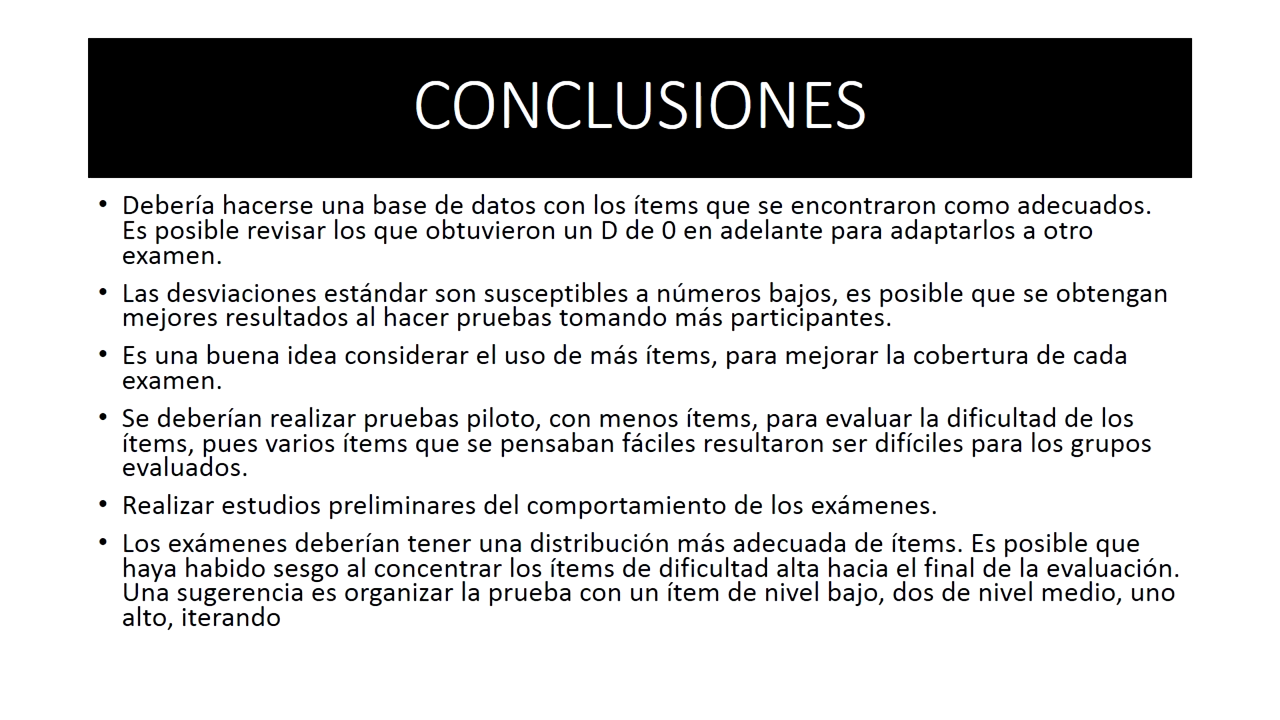 CONCLUSIONES
• Debería hacerse una base de datos con los ítems que se encontraron como adecuados.
Es posible revisar los que obtuvieron un D de 0 en adelante para adaptarlos a otro
examen.
• Las desviaciones estándar son susceptibles a números bajos, es posible que se obtengan
mejores resultados al hacer pruebas tomando más participantes.
• Es una buena idea considerar el uso de más ítems, para mejorar la cobertura de cada
examen.
• Se deberían realizar pruebas piloto, con menos ítems, para evaluar la dificultad de los
ítems, pues varios ítems que se pensaban fáciles resultaron ser difíciles para los grupos
evaluados.
• Realizar estudios preliminares del comportamiento de los exámenes.
• Los exámenes deberían tener una distribución más adecuada de ítems. Es posible que
haya habido sesgo al concentrar los ítems de dificultad alta hacia el final de la evaluación.
Una sugerencia es organizar la prueba con un ítem de nivel bajo, dos de nivel medio, uno
alto, iterando